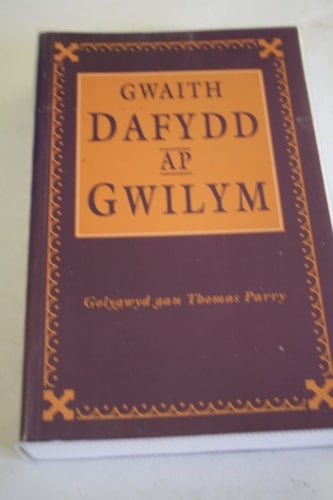 GWAITH
DAFYDD
AP
GWILYM
Golygwyd gan Thomas Parry